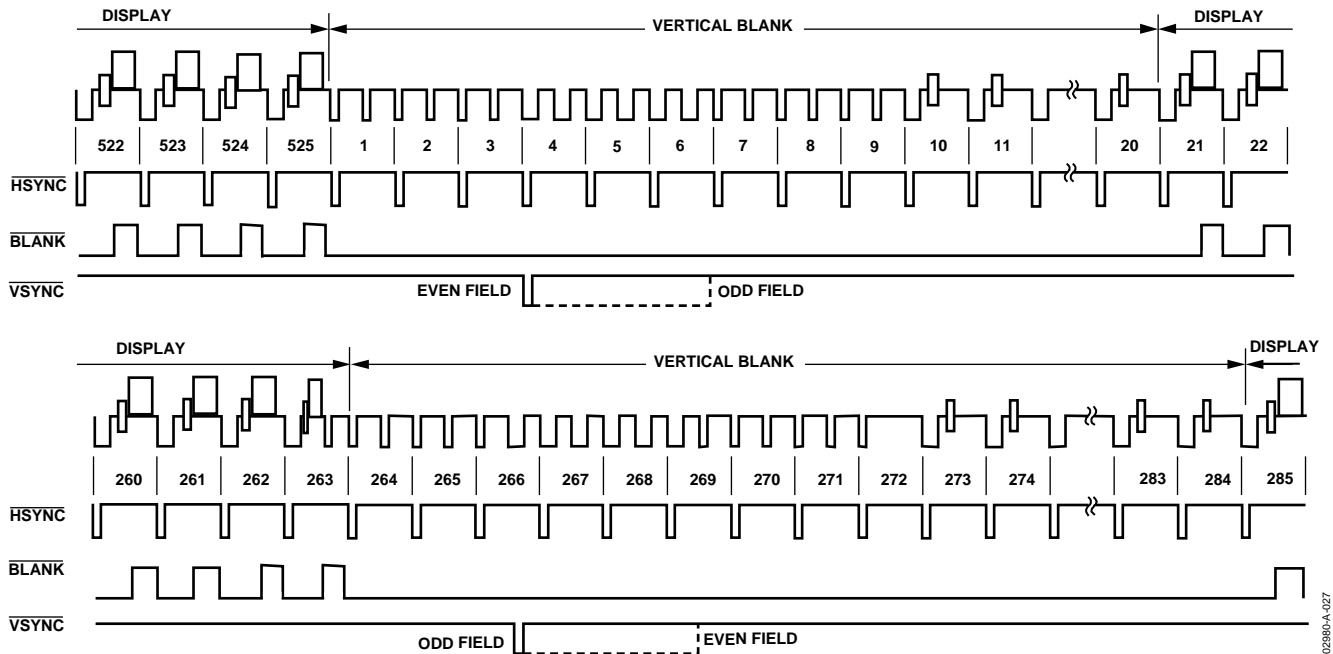 DISPLAY VERTICAL BLANK DISPLAY
522 523 524 525 1 2 3 4 5 6 7 8 9 10 11 20 21 22
HSYNC
BLANK
VSYNC EVEN FIELD ODD FIELD
DISPLAY VERTICAL BLANK DISPLAY
260 261 262 263 264 265 266 267 268 269 270 271 272 273 274 283 284 285
HSYNC
BLANK
VSYNC ODD FIELD EVEN FIELD
02980-A-027